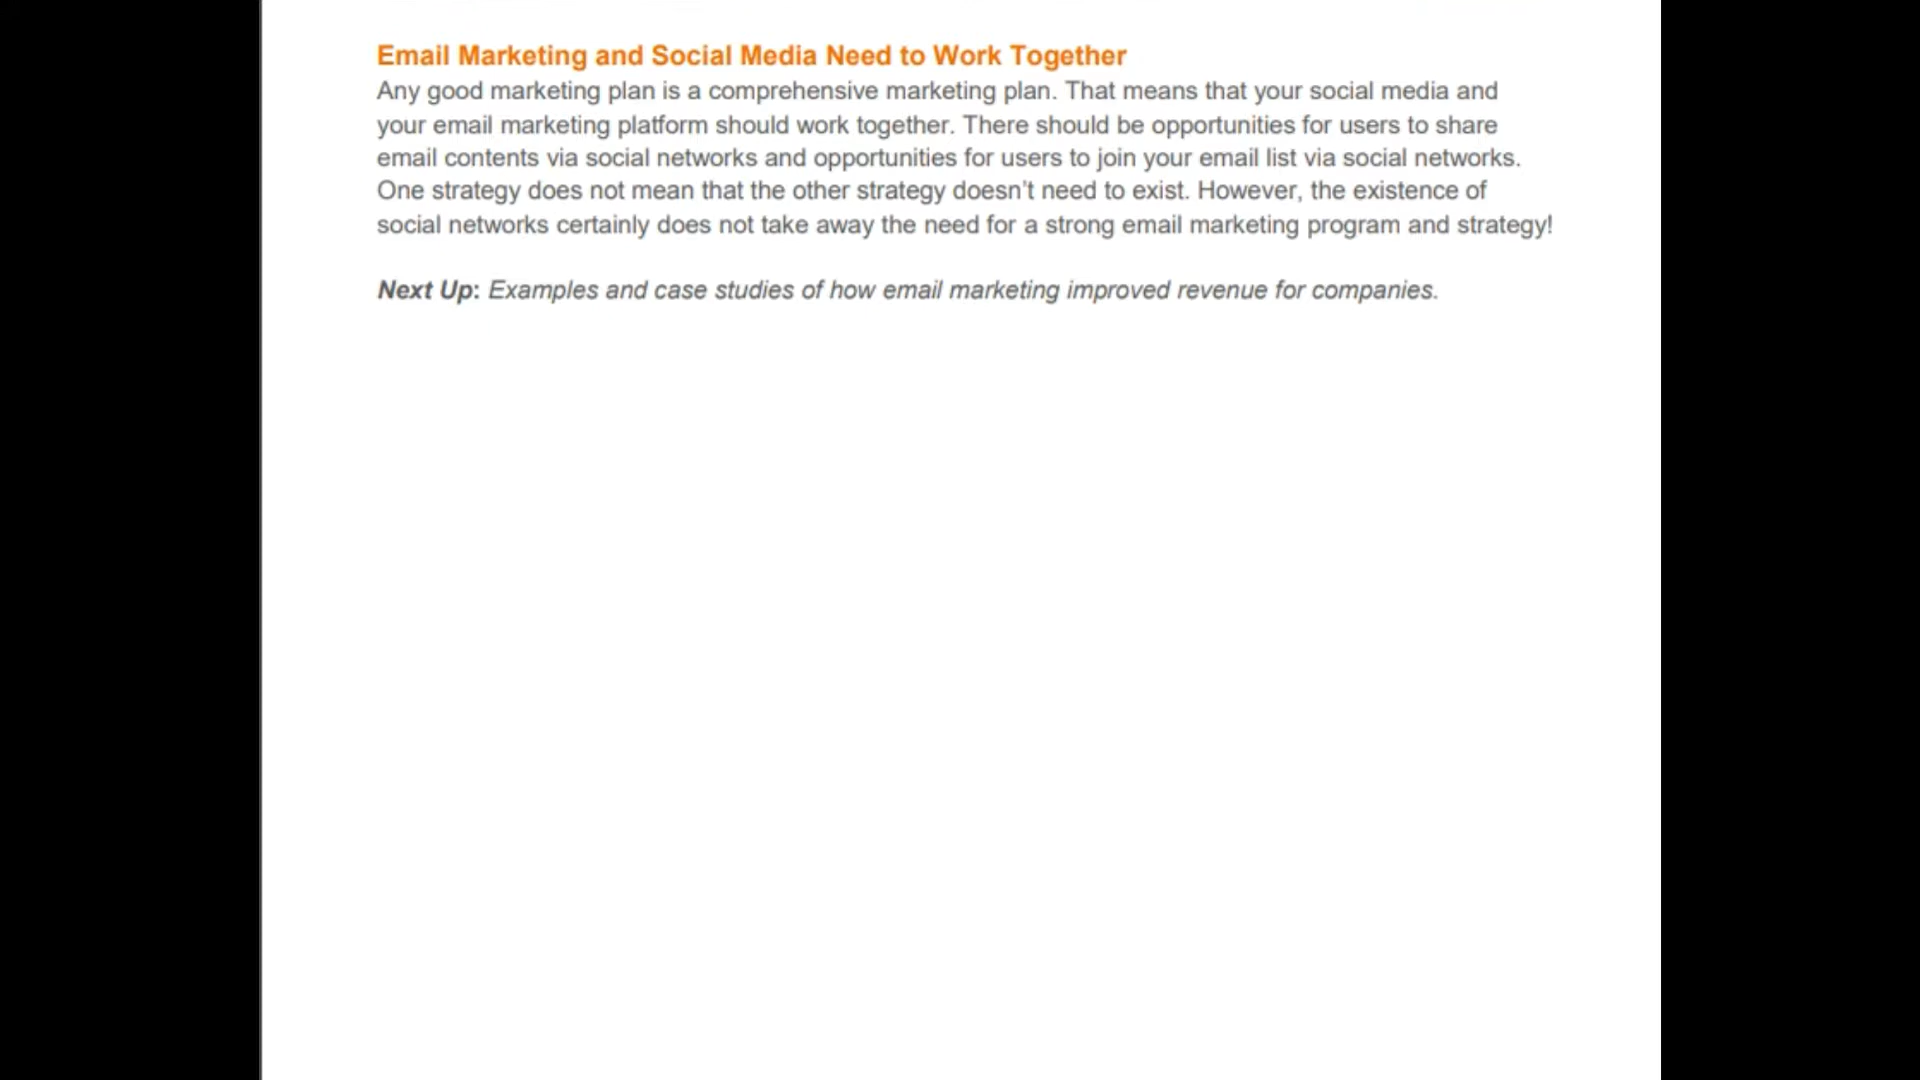 Email Marketing and Social Media Need to Work Together
Any good marketing plan is a comprehensive marketing plan. That means that your social media and
your email marketing platform should work together. There should be opportunities for users to share
email contents via social networks and opportunities for users to join your email list via social networks.
One strategy does not mean that the other strategy doesn’t need to exist. However, the existence of
social networks certainly does not take away the need for a strong email marketing program and strategy!
Next Up: Examples and case studies of how email marketing improved revenue for companies.